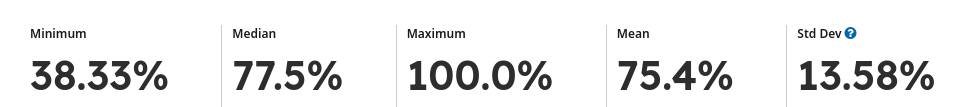 Minimum Median Maximum Mean Std Dev ?
38.33% 77.5% 100.0% 75.4% 13.58%